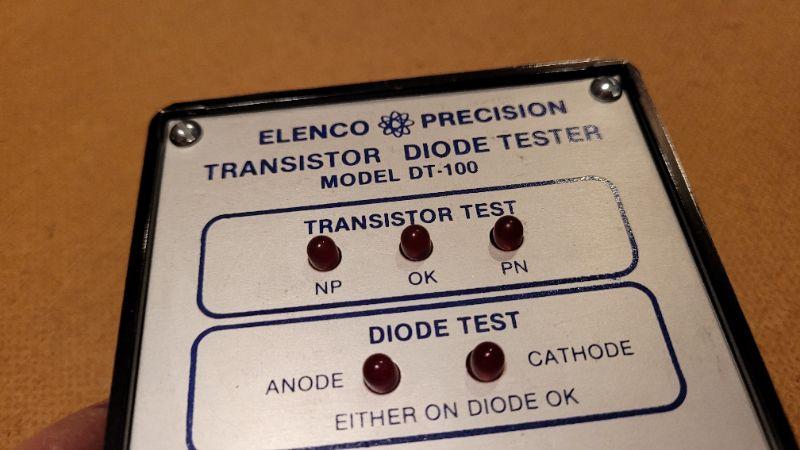 ELENCO PRECISION
TRANSISTOR DIODE TESTER
MODEL DT-100
TRANSISTOR TEST
NP OK PN
DIODE TEST
ANODE CATHODE
EITHER ON DIODE OK